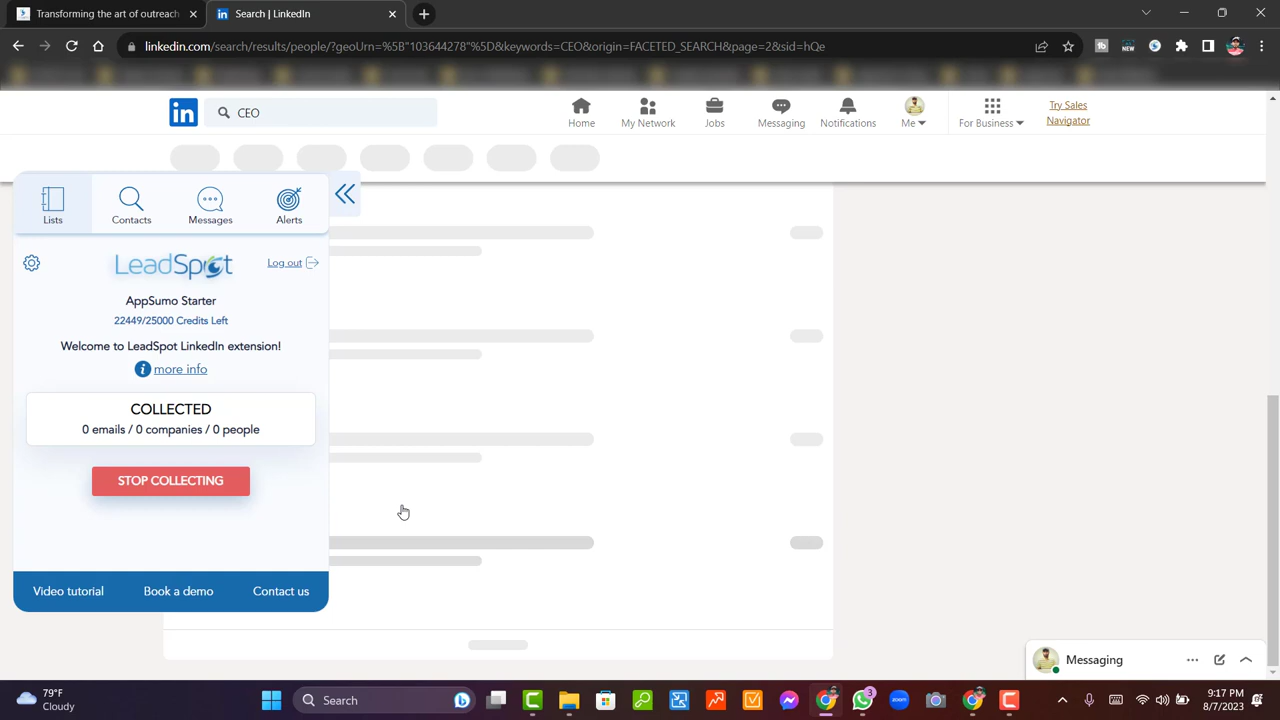 Transforming the art of outreach
Search | LinkedIn
linkedin.com/search/results/people/?geoUrn=%5B"103644278"%5D&keywords=CEO&origin=FACETED_SEARCH&page=2&sid=hQe
NEW
in
CEO
Home
My Network
Jobs
Messaging
Notifications
Me
For Business
Try Sales
Navigator
Lists
Contacts
Messages
Alerts
LeadSpot
Log out
AppSumo Starter
22449/25000 Credits Left
Welcome to LeadSpot LinkedIn extension!
more info
COLLECTED
0 emails / 0 companies / 0 people
STOP COLLECTING
Video tutorial
Book a demo
Contact us
Messaging
79°F
Cloudy
Search
zoom
3
9:17 PM
8/7/2023